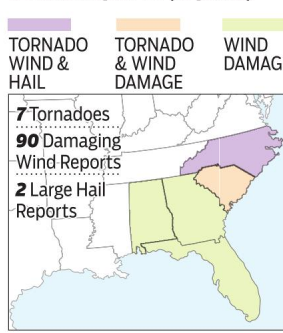 TORNADO
WIND &
HAIL
TORNADO
& WIND
DAMAGE
WIND
DAMAG
7 Tornadoes
90 Damaging
Wind Reports
2 Large Hail
Reports